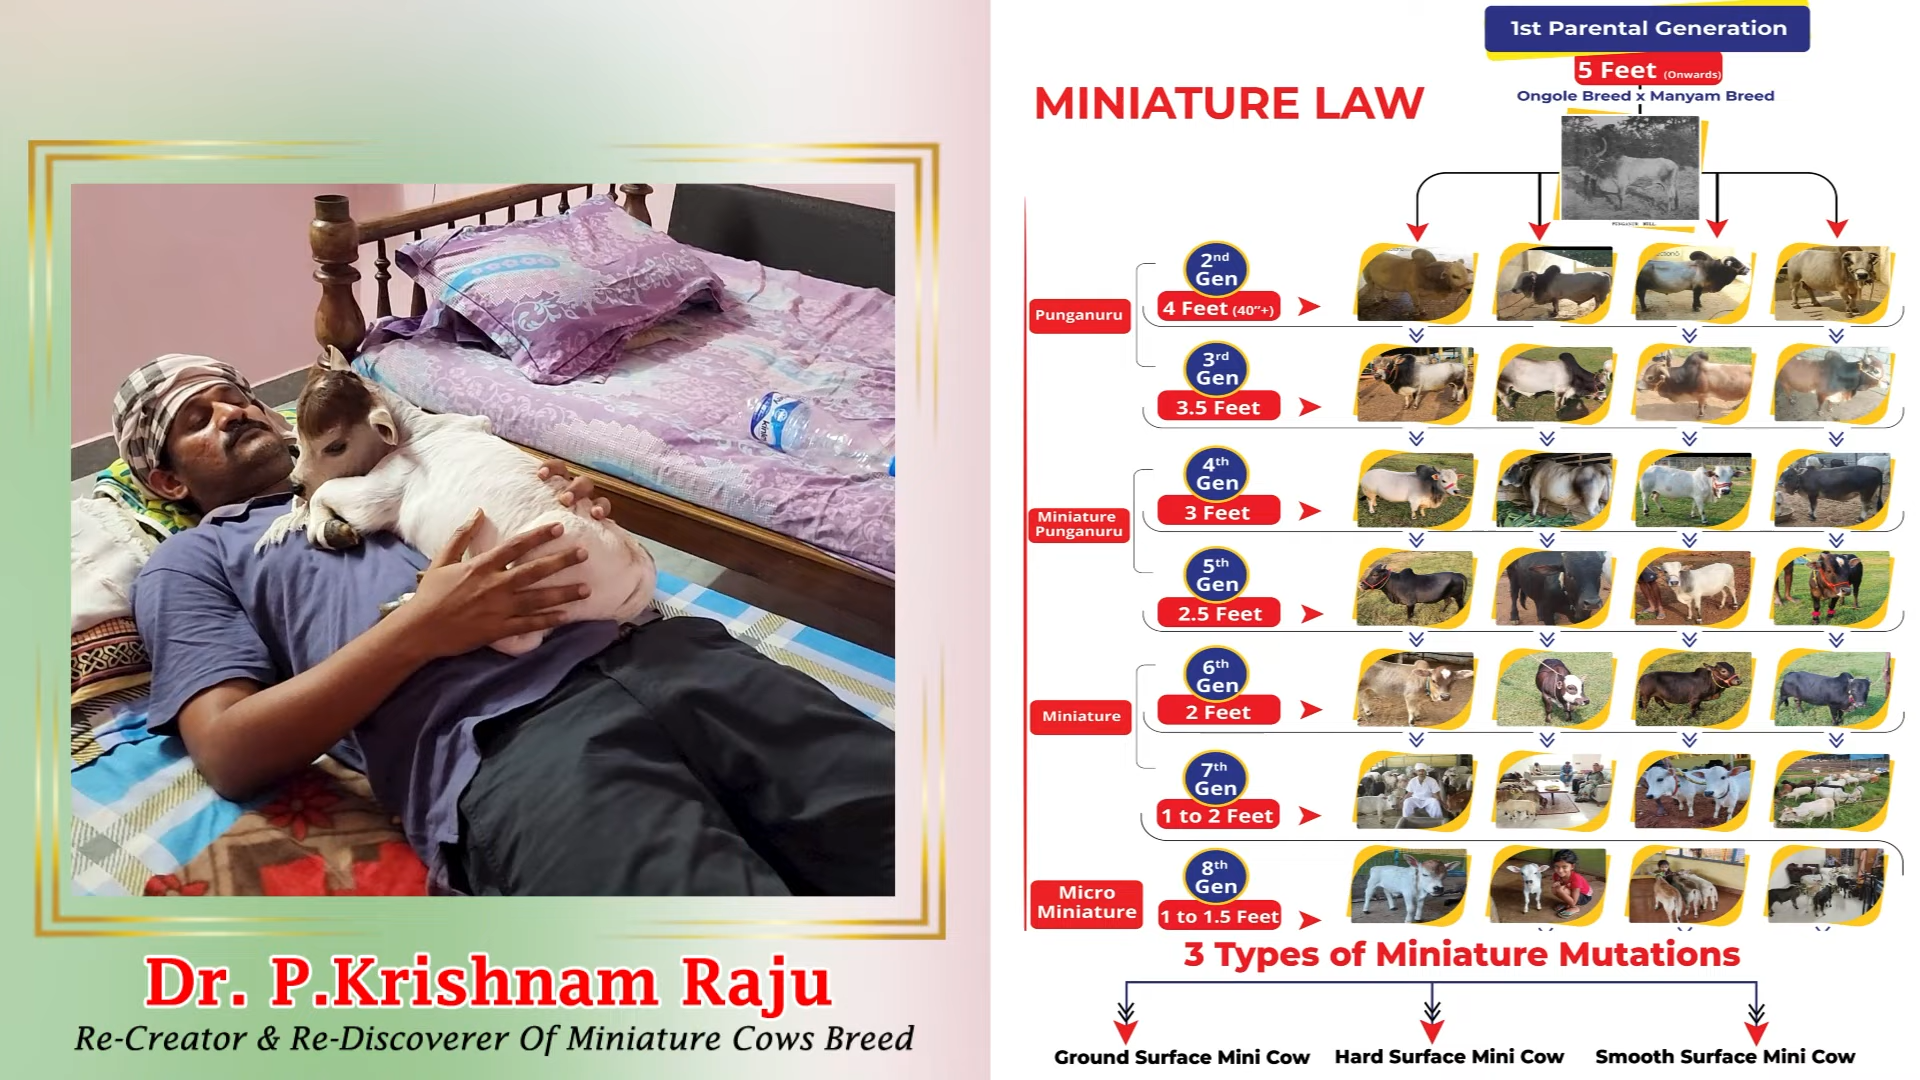 Dr. P.Krishnam Raju
Re-Creator & Re-Discoverer Of Miniature Cows Breed
MINIATURE LAW
1st Parental Generation
5 Feet (Onwards)
Ongole Breed x Manyam Breed
Punganuru
2nd Gen
4 Feet (40"+)
3rd Gen
3.5 Feet
Miniature
Punganuru
4th Gen
3 Feet
5th Gen
2.5 Feet
Miniature
6th Gen
2 Feet
7th Gen
1 to 2 Feet
Micro
Miniature
8th Gen
1 to 1.5 Feet
3 Types of Miniature Mutations
Ground Surface Mini Cow
Hard Surface Mini Cow
Smooth Surface Mini Cow